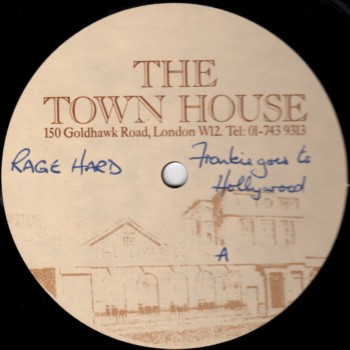 THE
TOWN HOUSE
150 Goldhawk Road, London W12. Tel: 01-743 9313
RAGE HARD
Frankie goes to
Hollywood
A